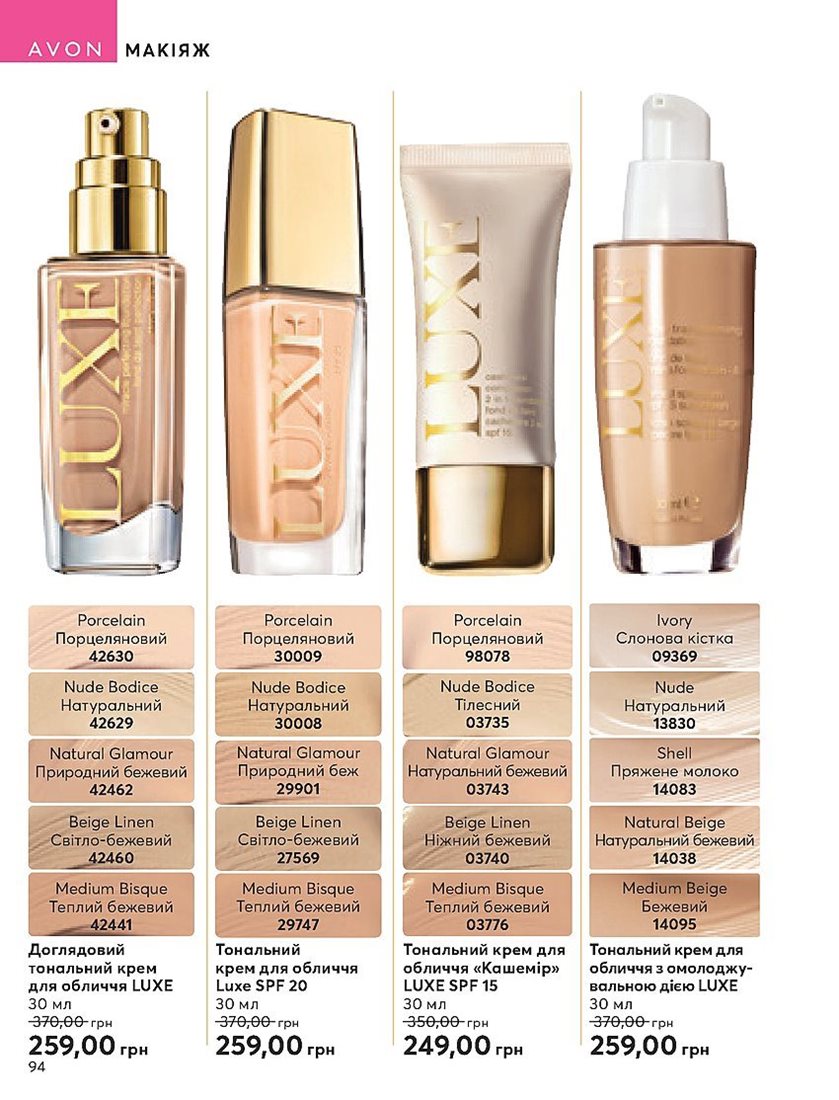 AVON МАКІЯЖ
LUXE
LUXE
LUXE
spf 15
LUXE
Porcelain
Порцеляновий
42630
Nude Bodice
Натуральний
42629
Natural Glamour
Природний бежевий
42462
Beige Linen
Світло-бежевий
42460
Medium Bisque
Теплий бежевий
42441
Доглядовий
тональний крем
для обличчя LUXE
30 мл
370,00 грн
259,00 грн
Porcelain
Порцеляновий
30009
Nude Bodice
Натуральний
30008
Natural Glamour
Природний беж
29901
Beige Linen
Світло-бежевий
27569
Medium Bisque
Теплий бежевий
29747
Тональний
крем для обличчя
Luxe SPF 20
30 мл
370,00 грн
259,00 грн
Porcelain
Порцеляновий
98078
Nude Bodice
Тілесний
03735
Natural Glamour
Натуральний бежевий
03743
Beige Linen
Ніжний бежевий
03740
Medium Bisque
Теплий бежевий
03776
Тональний крем для
обличчя «Кашемір»
LUXE SPF 15
30 мл
350,00 грн
249,00 грн
Ivory
Слонова кістка
09369
Nude
Натуральний
13830
Shell
Пряжене молоко
14083
Natural Beige
Натуральний бежевий
14038
Medium Beige
Бежевий
14095
Тональний крем для
обличчя з омолоджу-
вальною дією LUXE
30 мл
370,00 грн
259,00 грн
94